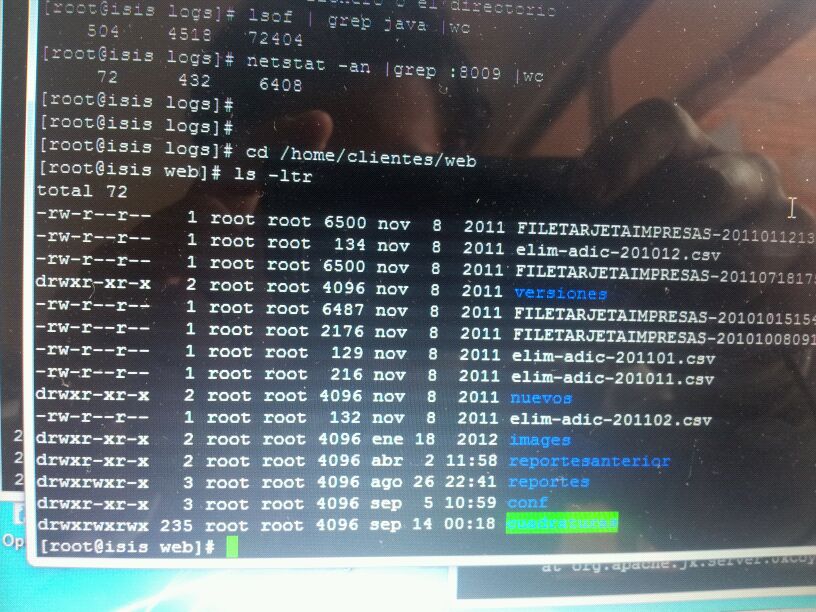 el directorio
[root@isis logs]# lsof | grep java |wc
504 4518 72404
[root@isis logs]# netstat -an |grep :8009 |wc
72 432 6408
[root@isis logs]#
[root@isis logs]#
[root@isis logs]# cd /home/clientes/web
[root@isis web]# ls -ltr
total 72
-rw-r--r-- 1 root root 6500 nov 8 2011 FILETARJETAIMPRESAS-2011011213
-rw-r--r-- 1 root root 134 nov 8 2011 elim-adic-201012.csv
-rw-r--r-- 1 root root 6500 nov 8 2011 FILETARJETAIMPRESAS-2011071817
drwxr-xr-x 2 root root 4096 nov 8 2011 versiones
-rw-r--r-- 1 root root 6487 nov 8 2011 FILETARJETAIMPRESAS-2010101515
-rw-r--r-- 1 root root 2176 nov 8 2011 FILETARJETAIMPRESAS-20101008091
-rw-r--r-- 1 root root 129 nov 8 2011 elim-adic-201101.csv
-rw-r--r-- 1 root root 216 nov 8 2011 elim-adic-201011.csv
drwxr-xr-x 2 root root 4096 nov 8 2011 nuevos
-rw-r--r-- 1 root root 132 nov 8 2011 elim-adic-201102.csv
drwxr-xr-x 2 root root 4096 ene 18 2012 images
drwxr-xr-x 2 root root 4096 abr 2 11:58 reportesanterior
drwxr-xr-x 3 root root 4096 ago 26 22:41 reportes
drwxr-xr-x 3 root root 4096 sep 5 10:59 conf
drwxrwxrwx 235 root root 4096 sep 14 00:18 cuadraturas
[root@isis web]#
Op
at org.apache.jk.server.JkCoy